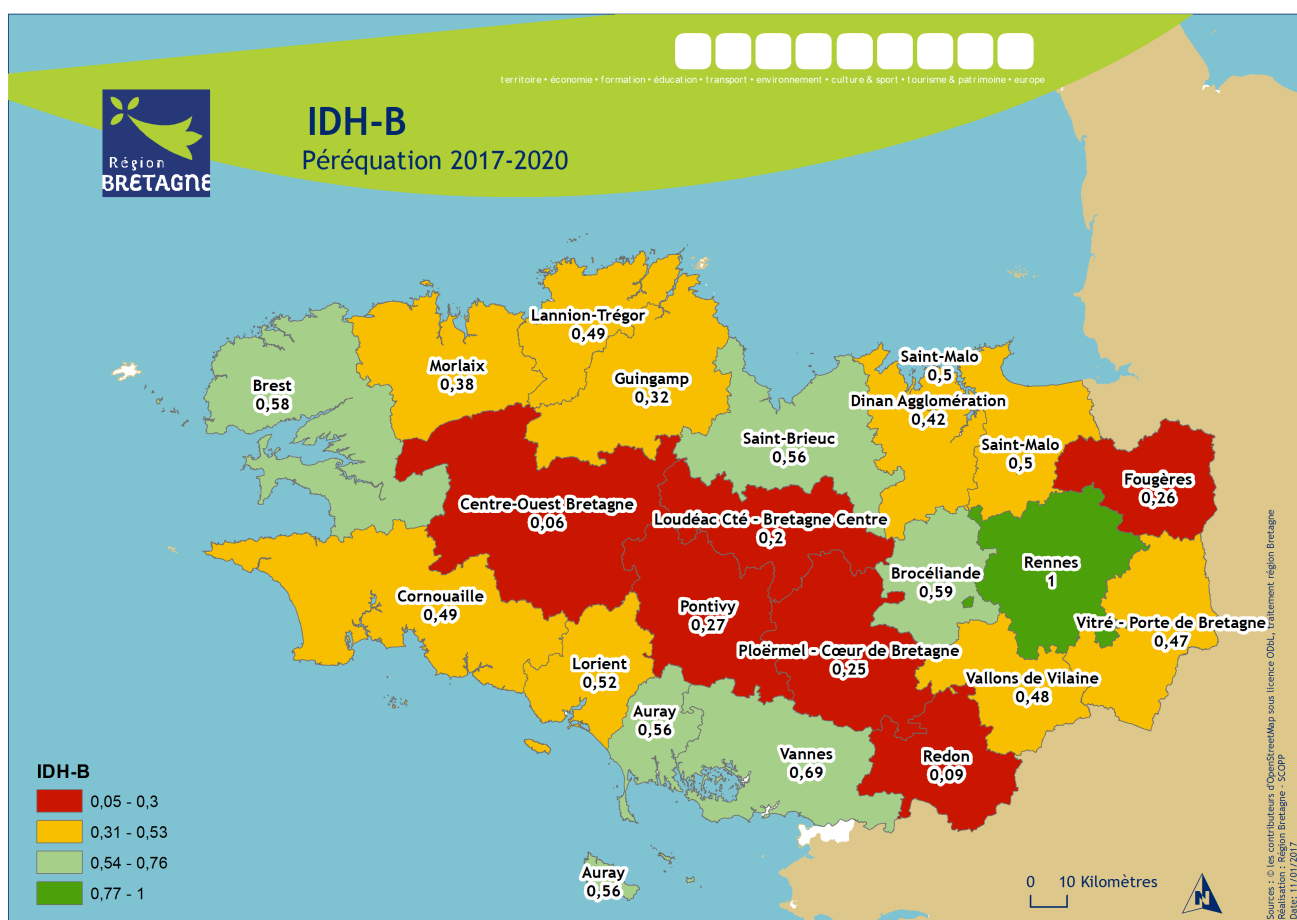 territoire • économie • formation • éducation • transport • environnement • culture & sport • tourisme & patrimoine • europe
IDH-B
Péréquation 2017-2020
Région
BRETAGNE
Lannion-Trégor
0,49
Morlaix
0,38
Guingamp
0,32
Brest
0,58
Saint-Malo
0,5
Dinan Agglomération
0,42
Saint-Brieuc
0,56
Saint-Malo
0,5
Fougères
0,26
Centre-Ouest Bretagne
0,06
Loudéac Cté - Bretagne Centre
0,2
Rennes
1
Brocéliande
0,59
Cornouaille
0,49
Pontivy
0,27
Vitré - Porte de Bretagne
0,47
Ploërmel - Cœur de Bretagne
0,25
Lorient
0,52
Vallons de Vilaine
0,48
Auray
0,56
Vannes
0,69
Redon
0,09
Auray
0,56
IDH-B
0,05 - 0,3
0,31 - 0,53
0,54 - 0,76
0,77 - 1
0 10 Kilomètres
N
Sources : © les contributeurs d'OpenStreetMap sous licence ODbL, traitement région Bretagne
Réalisation : Région Bretagne - SCOPP
Date: 11/01/2017